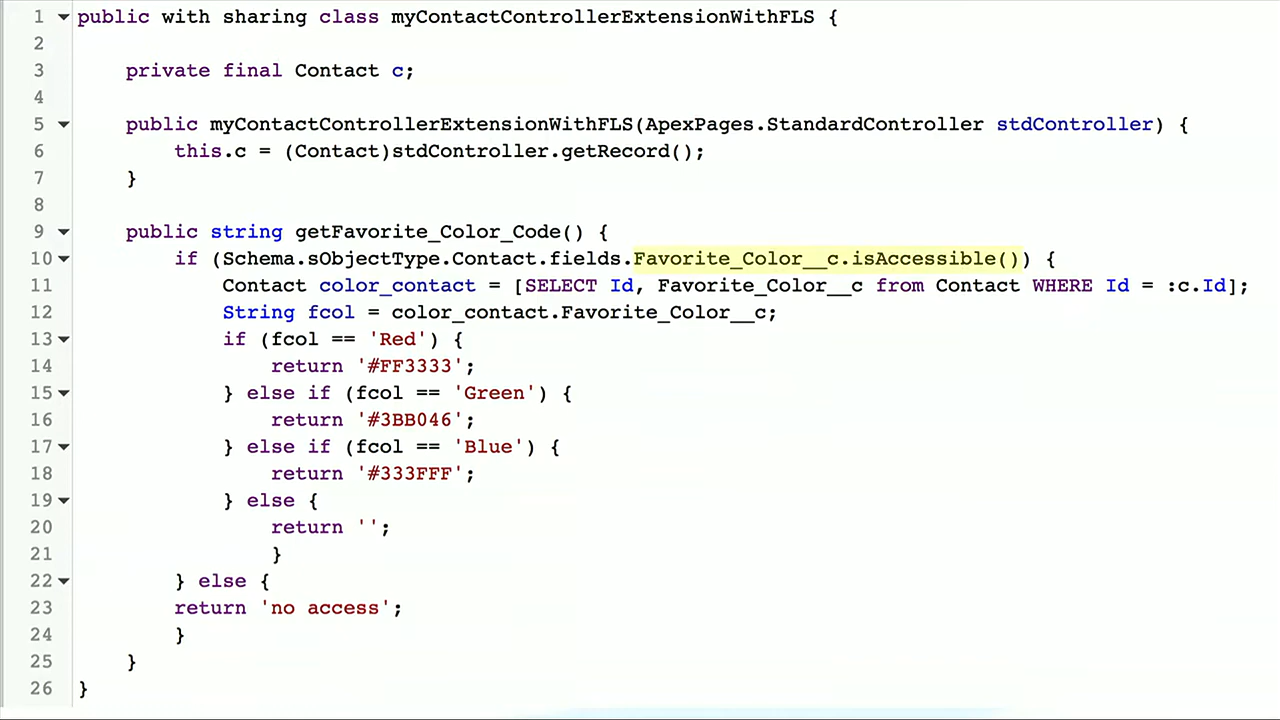 1 public with sharing class myContactControllerExtensionWithFLS {
2
3 private final Contact c;
4
5 public myContactControllerExtensionWithFLS(ApexPages.StandardController stdController) {
6 this.c = (Contact)stdController.getRecord();
7 }
8
9 public string getFavorite_Color_Code() {
10 if (Schema.sObjectType.Contact.fields.Favorite_Color__c.isAccessible()) {
11 Contact color_contact = [SELECT Id, Favorite_Color__c from Contact WHERE Id = :c.Id];
12 String fcol = color_contact.Favorite_Color__c;
13 if (fcol == 'Red') {
14 return '#FF3333';
15 } else if (fcol == 'Green') {
16 return '#3BB046';
17 } else if (fcol == 'Blue') {
18 return '#333FFF';
19 } else {
20 return '';
21 }
22 } else {
23 return 'no access';
24 }
25 }
26 }